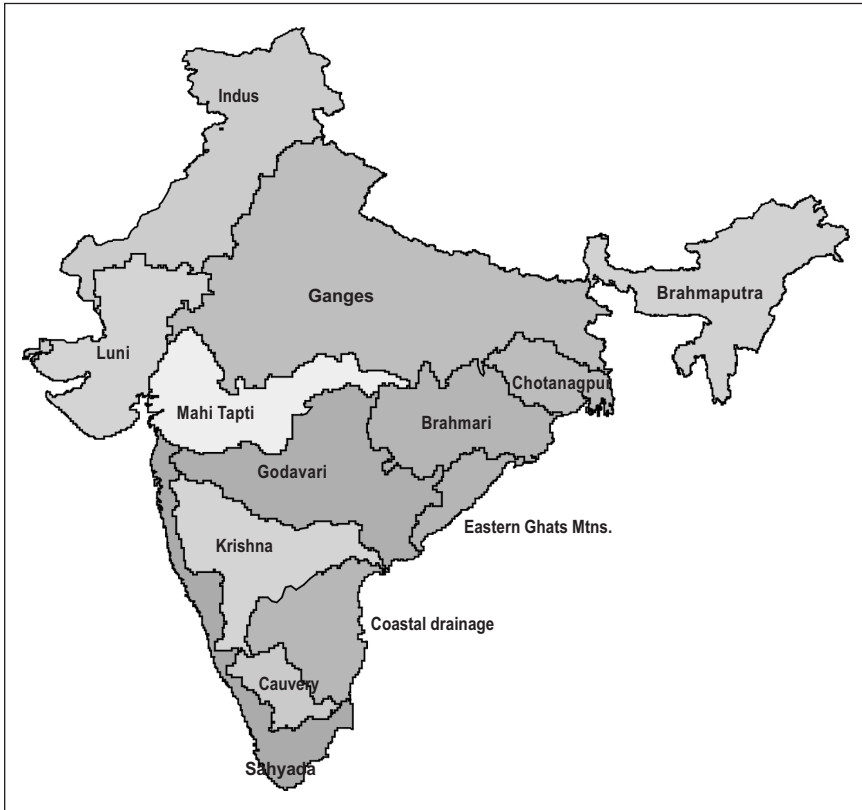 Indus
Ganges
Brahmaputra
Luni
Chotanagpur
Mahi Tapti
Brahmari
Godavari
Eastern Ghats Mtns.
Krishna
Coastal drainage
Cauvery
Sahyada